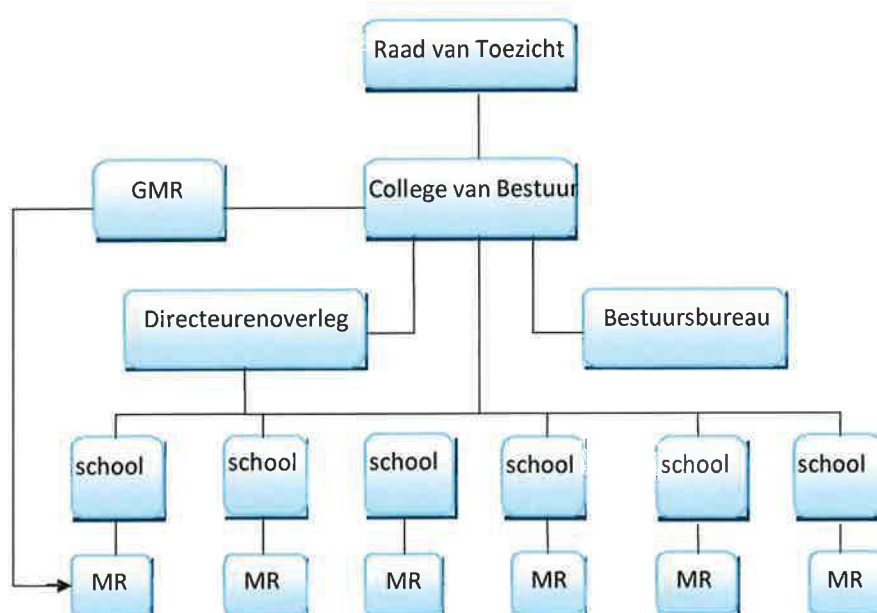 Raad van Toezicht
GMR
College van Bestuur
Directeurenoverleg
Bestuursbureau
school
school
school
school
school
school
MR
MR
MR
MR
MR
MR